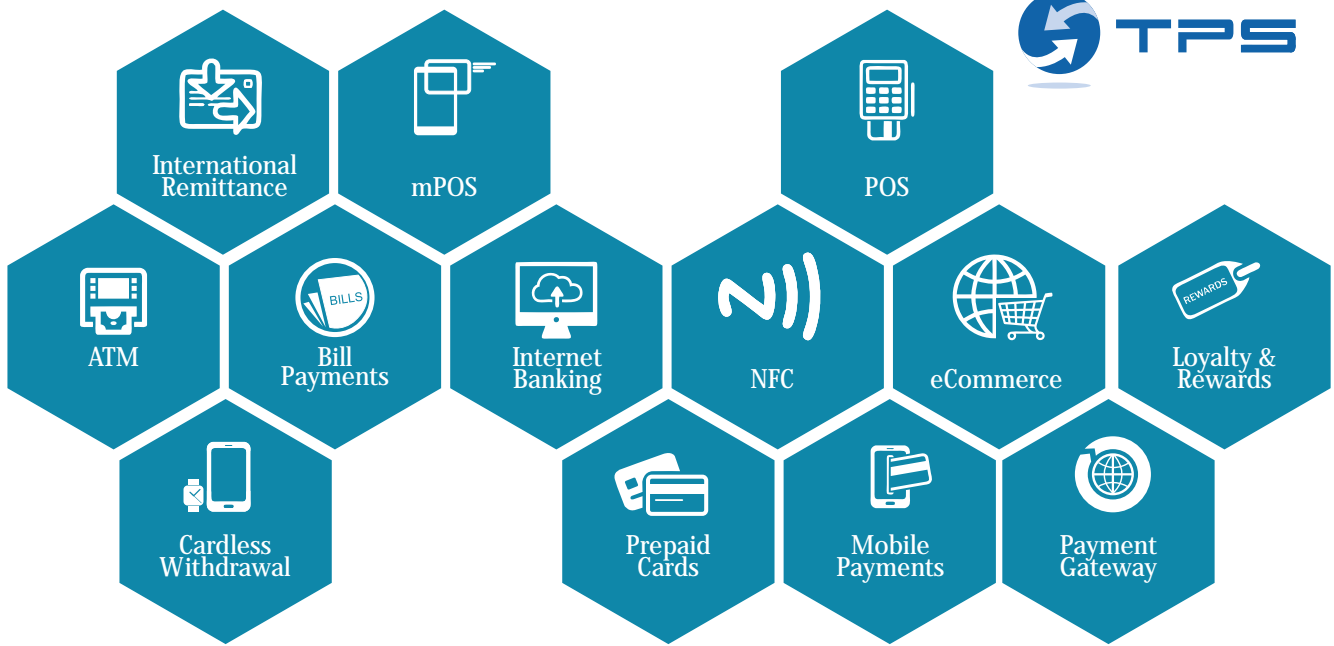 TPS
International
Remittance
mPOS
POS
ATM
BILLS
Bill
Payments
Internet
Banking
NFC
eCommerce
REWARDS
Loyalty &
Rewards
Cardless
Withdrawal
Prepaid
Cards
Mobile
Payments
Payment
Gateway